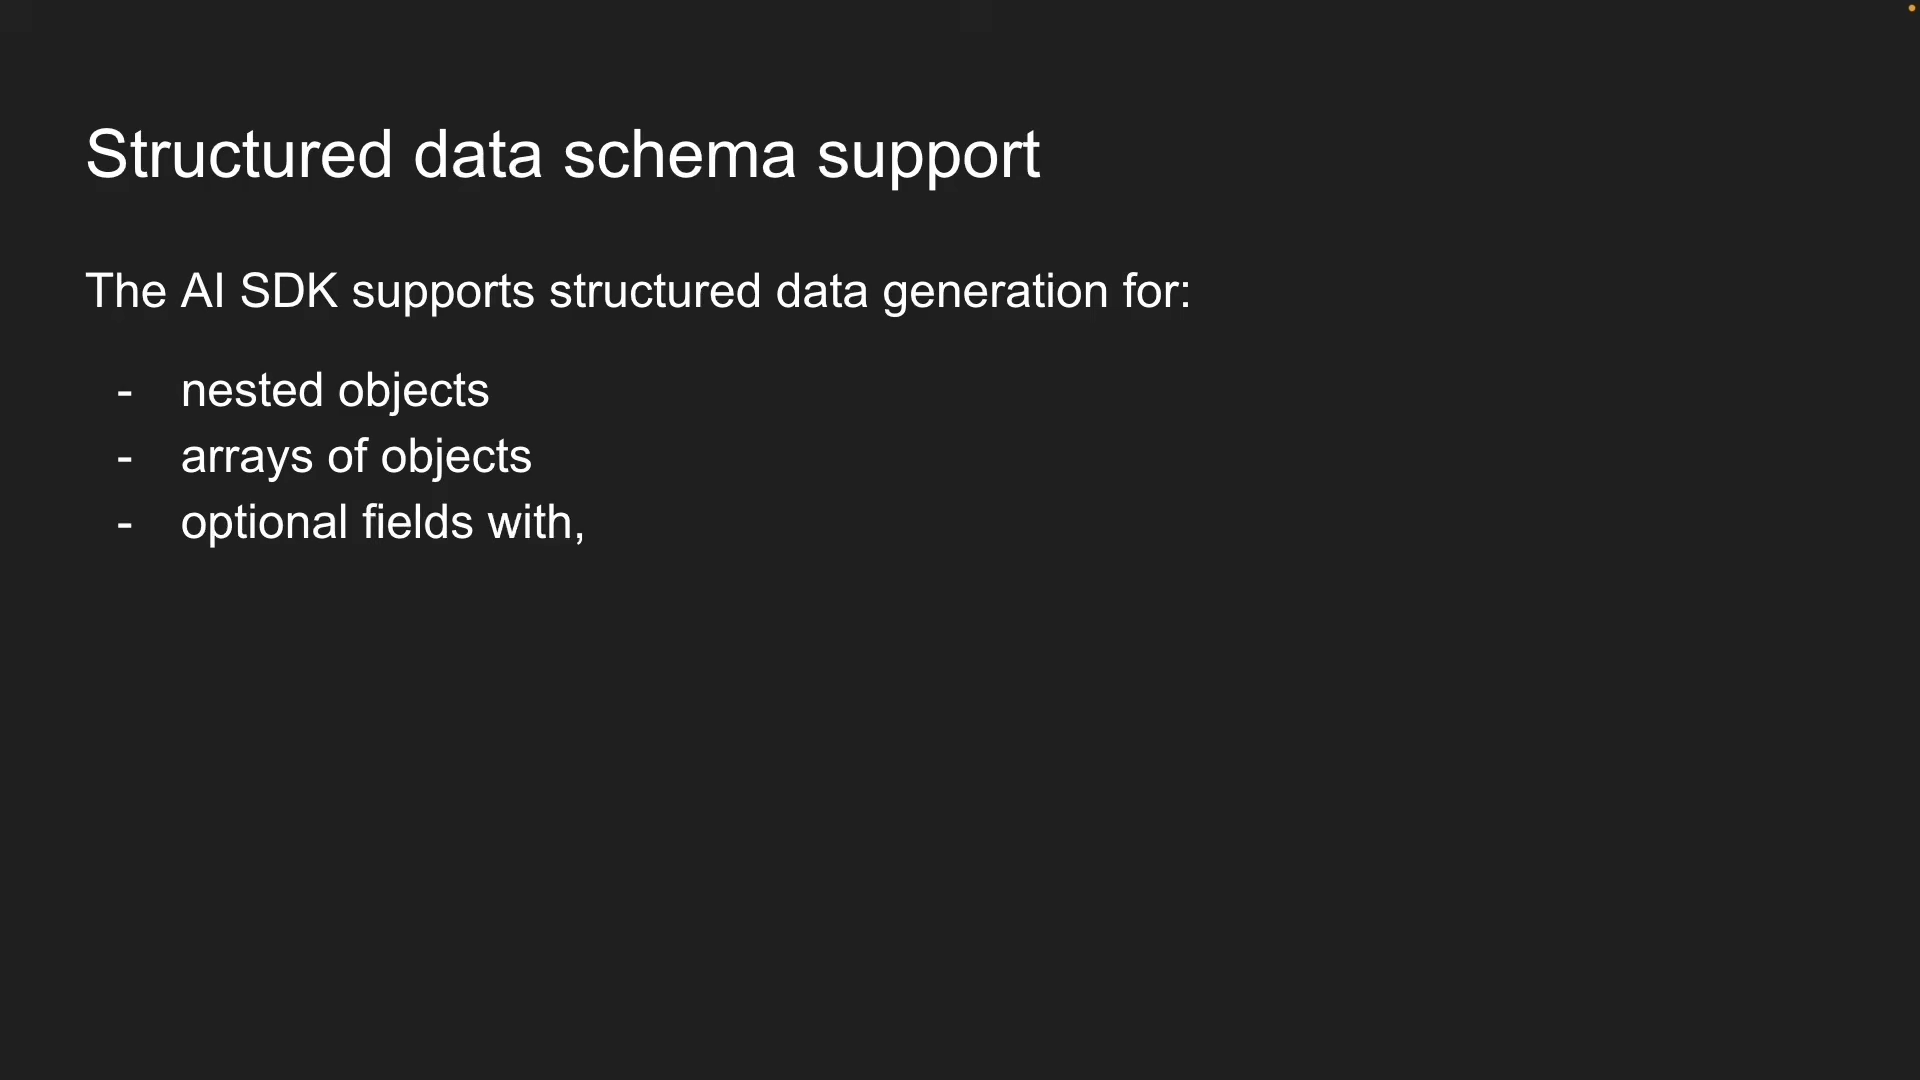 Structured data schema support
The AI SDK supports structured data generation for:
- nested objects
- arrays of objects
- optional fields with,